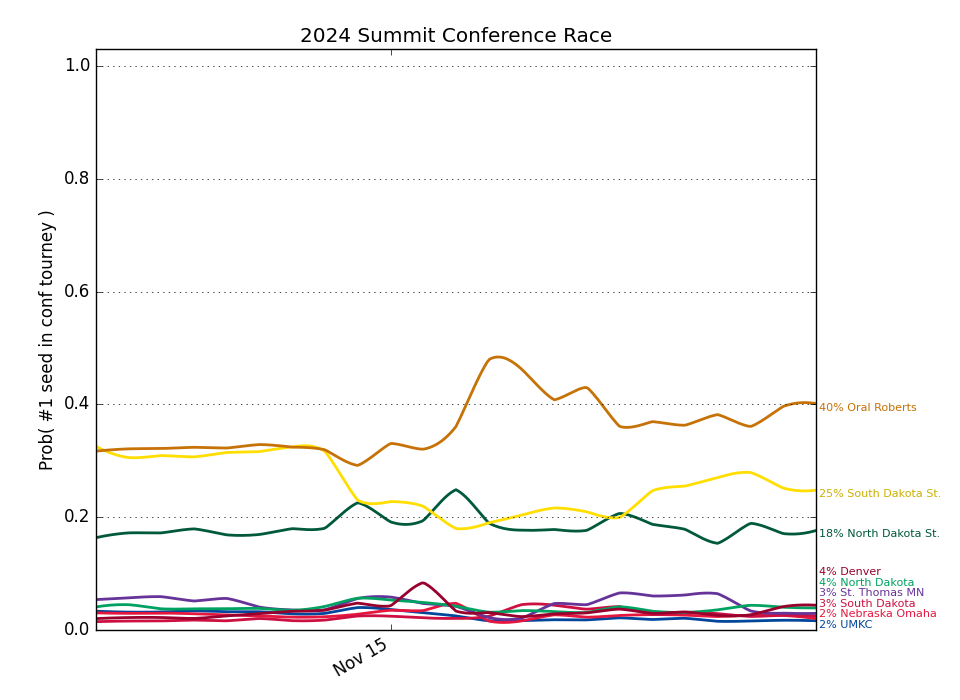 2024 Summit Conference Race
Prob( #1 seed in conf tourney )
1.0
0.8
0.6
0.4
0.2
0.0
Nov 15
40% Oral Roberts
25% South Dakota St.
18% North Dakota St.
4% Denver
4% North Dakota
3% St. Thomas MN
3% South Dakota
2% Nebraska Omaha
2% UMKC